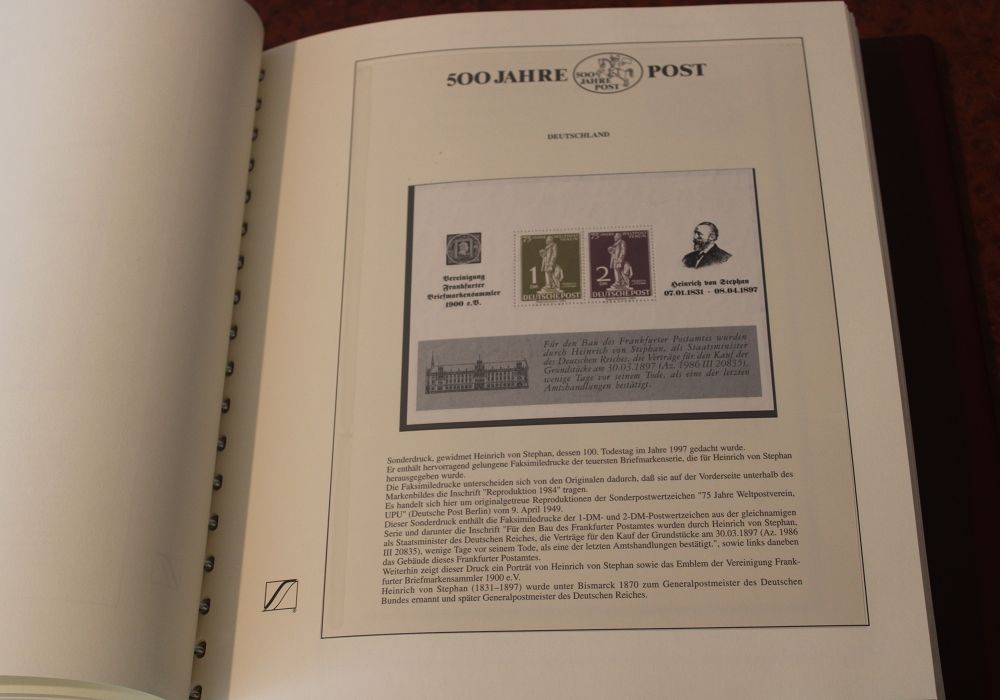 500 JAHRE POST
500
JAHRE
POST
DEUTSCHLAND
Vereinigung
Frankfurter
Briefmarkensammler
1900 e.V.
75 JAHRE WELTPOST-
VEREIN
1
DEUTSCHE POST
75 JAHRE WELTPOST-
VEREIN
2
DEUTSCHE POST
Heinrich von Stephan
07.01.1831 - 08.04.1897
Für den Bau des Frankfurter Postamtes wurden
durch Heinrich von Stephan, als Staatsminister
des Deutschen Reiches, die Verträge für den Kauf der
Grundstücke am 30.03.1897 (Az. 1986 III 20835),
wenige Tage vor seinem Tode, als eine der letzten
Amtshandlungen bestätigt.
Sonderdruck, gewidmet Heinrich von Stephan, dessen 100. Todestag im Jahre 1997 gedacht wurde.
Er enthält hervorragend gelungene Faksimiledrucke der teuersten Briefmarkenserie, die für Heinrich von Stephan
herausgegeben wurde.
Die Faksimiledrucke unterscheiden sich von den Originalen dadurch, daß sie auf der Vorderseite unterhalb des
Markenbildes die Inschrift "Reproduktion 1984" tragen.
Es handelt sich hier um originalgetreue Reproduktionen der Sonderpostwertzeichen "75 Jahre Weltpostverein,
UPU" (Deutsche Post Berlin) vom 9. April 1949.
Dieser Sonderdruck enthält die Faksimiledrucke der 1-DM- und 2-DM-Postwertzeichen aus der gleichnamigen
Serie und darunter die Inschrift "Für den Bau des Frankfurter Postamtes wurden durch Heinrich von Stephan,
als Staatsminister des Deutschen Reiches, die Verträge für den Kauf der Grundstücke am 30.03.1897 (Az. 1986
III 20835), wenige Tage vor seinem Tode, als eine der letzten Amtshandlungen bestätigt.", sowie links daneben
das Gebäude dieses Frankfurter Postamtes.
Weiterhin zeigt dieser Druck ein Porträt von Heinrich von Stephan sowie das Emblem der Vereinigung Frank-
furter Briefmarkensammler 1900 e.V.
Heinrich von Stephan (1831–1897) wurde unter Bismarck 1870 zum Generalpostmeister des Deutschen
Bundes ernannt und später Generalpostmeister des Deutschen Reiches.